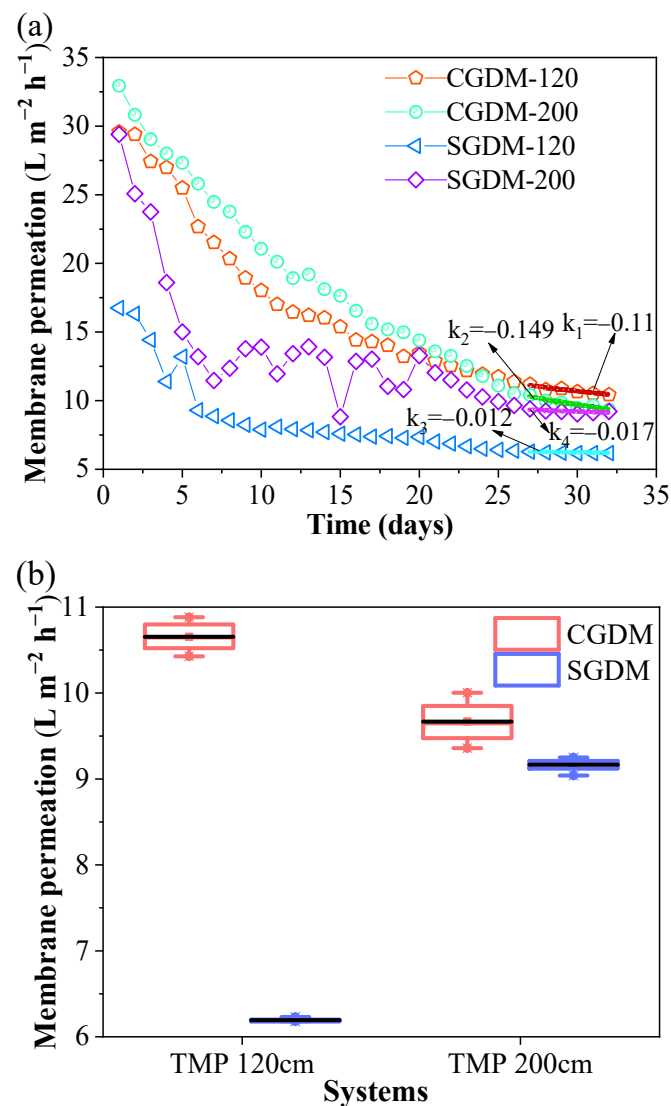 (a)
Membrane permeation (L m⁻² h⁻¹)
35
30
25
20
15
10
5
CGDM-120
CGDM-200
SGDM-120
SGDM-200
k₂=−0.149
k₁=−0.11
k₃=−0.012
k₄=−0.017
0 5 10 15 20 25 30 35
Time (days)
(b)
Membrane permeation (L m⁻² h⁻¹)
11
10
9
8
7
6
CGDM
SGDM
TMP 120cm TMP 200cm
Systems